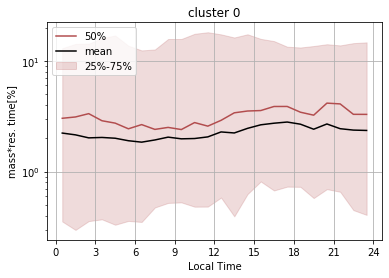 cluster 0
50%
mean
25%-75%
mass*res. time[%]
10¹
10⁰
0 3 6 9 12 15 18 21 24
Local Time